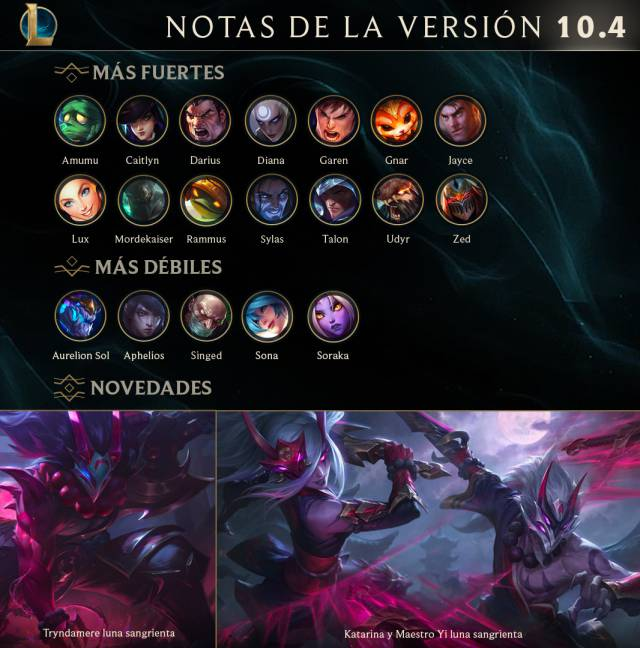 NOTAS DE LA VERSIÓN 10.4
MÁS FUERTES
Amumu Caitlyn Darius Diana Garen Gnar Jayce
Lux Mordekaiser Rammus Sylas Talon Udyr Zed
MÁS DÉBILES
Aurelion Sol Aphelios Singed Sona Soraka
NOVEDADES
Tryndamere luna sangrienta
Katarina y Maestro Yi luna sangrienta